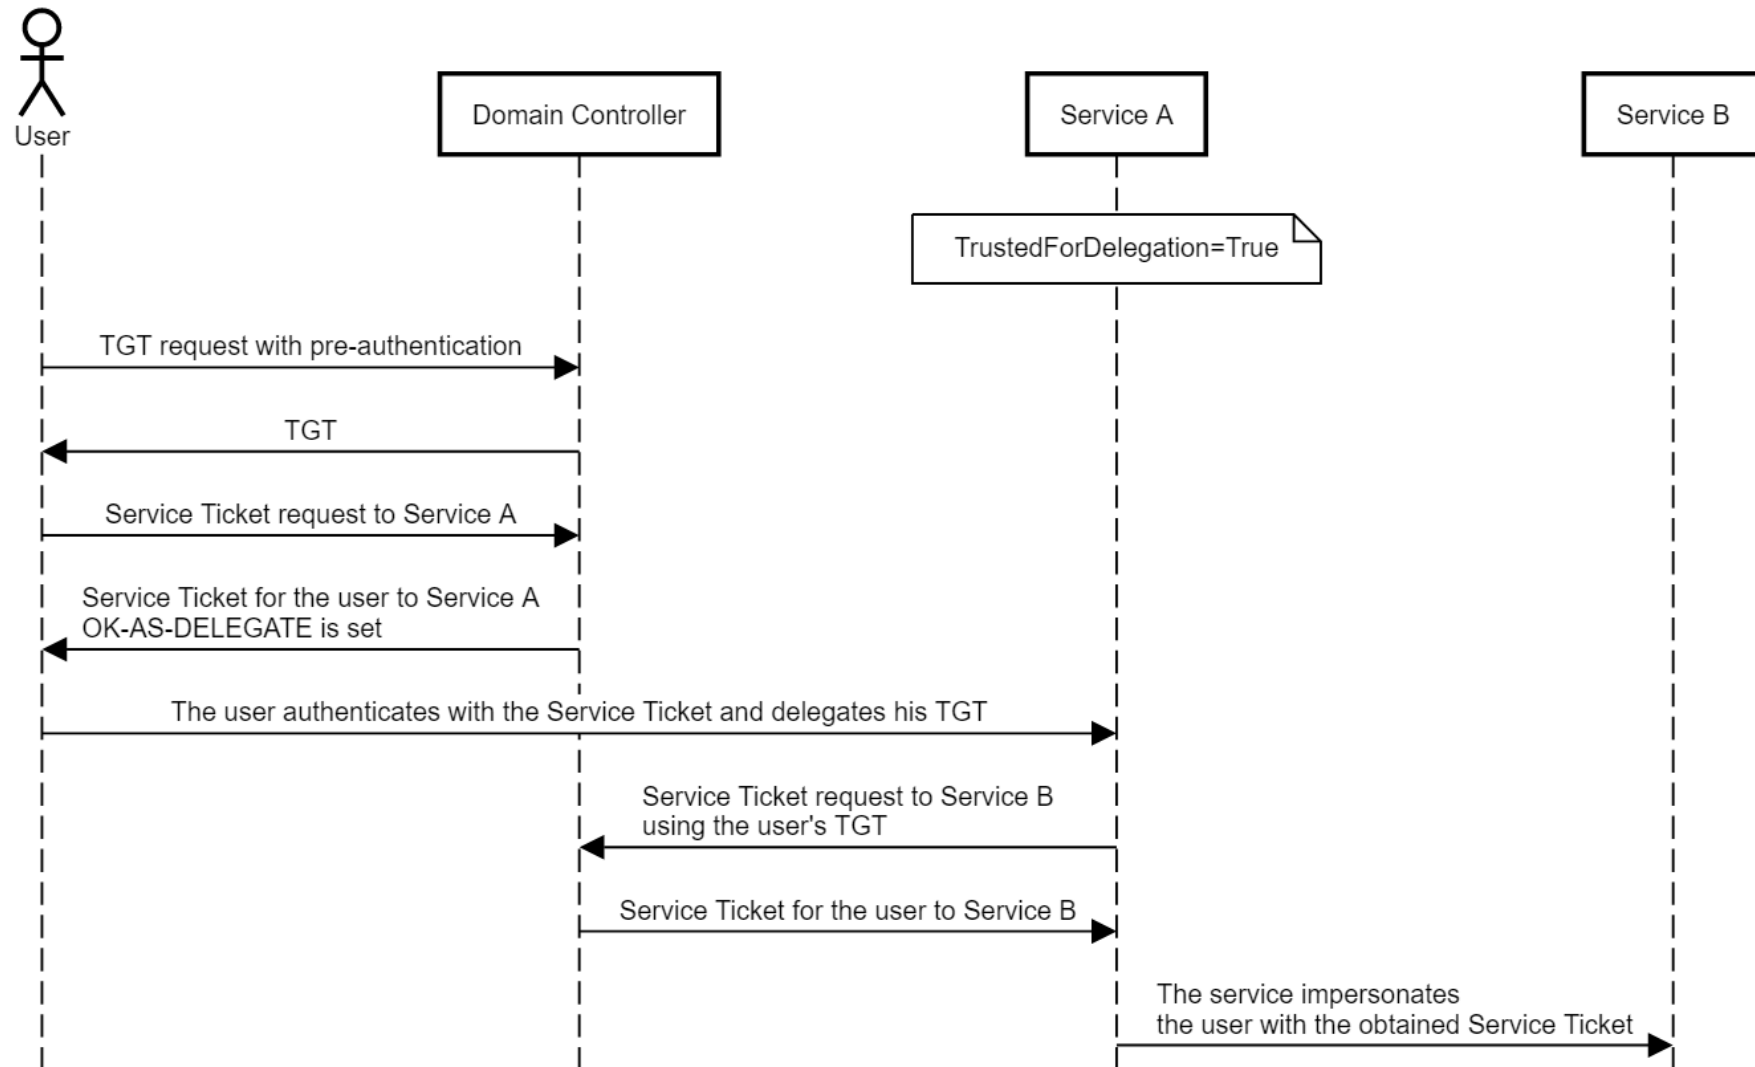 User
Domain Controller
Service A
Service B
TrustedForDelegation=True
TGT request with pre-authentication
TGT
Service Ticket request to Service A
Service Ticket for the user to Service A
OK-AS-DELEGATE is set
The user authenticates with the Service Ticket and delegates his TGT
Service Ticket request to Service B
using the user's TGT
Service Ticket for the user to Service B
The service impersonates
the user with the obtained Service Ticket